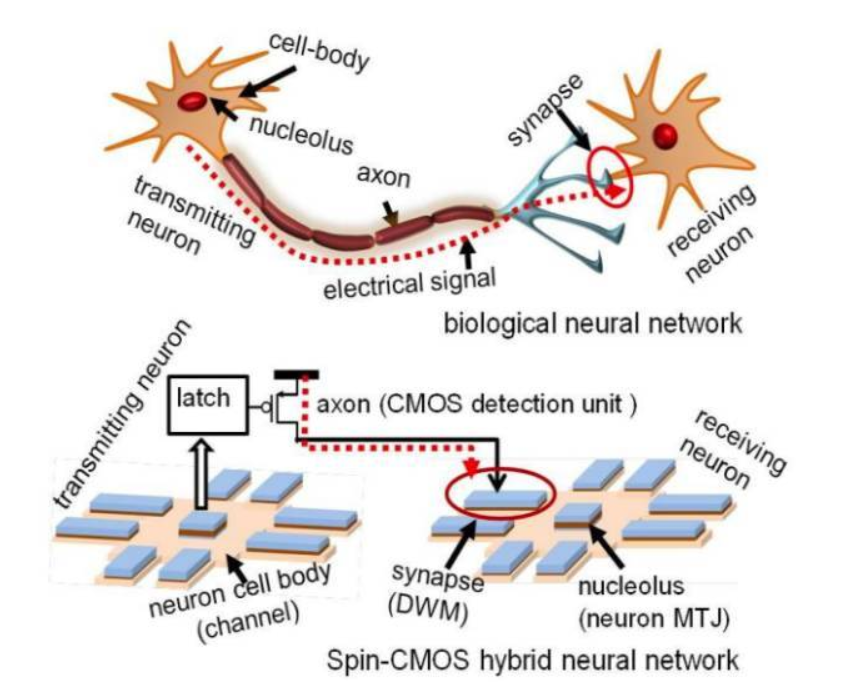 cell-body
nucleolus
synapse
axon
transmitting
neuron
receiving
neuron
electrical signal
biological neural network
transmitting neuron
latch
axon (CMOS detection unit )
receiving
neuron
neuron cell body
(channel)
synapse
(DWM)
nucleolus
(neuron MTJ)
Spin-CMOS hybrid neural network